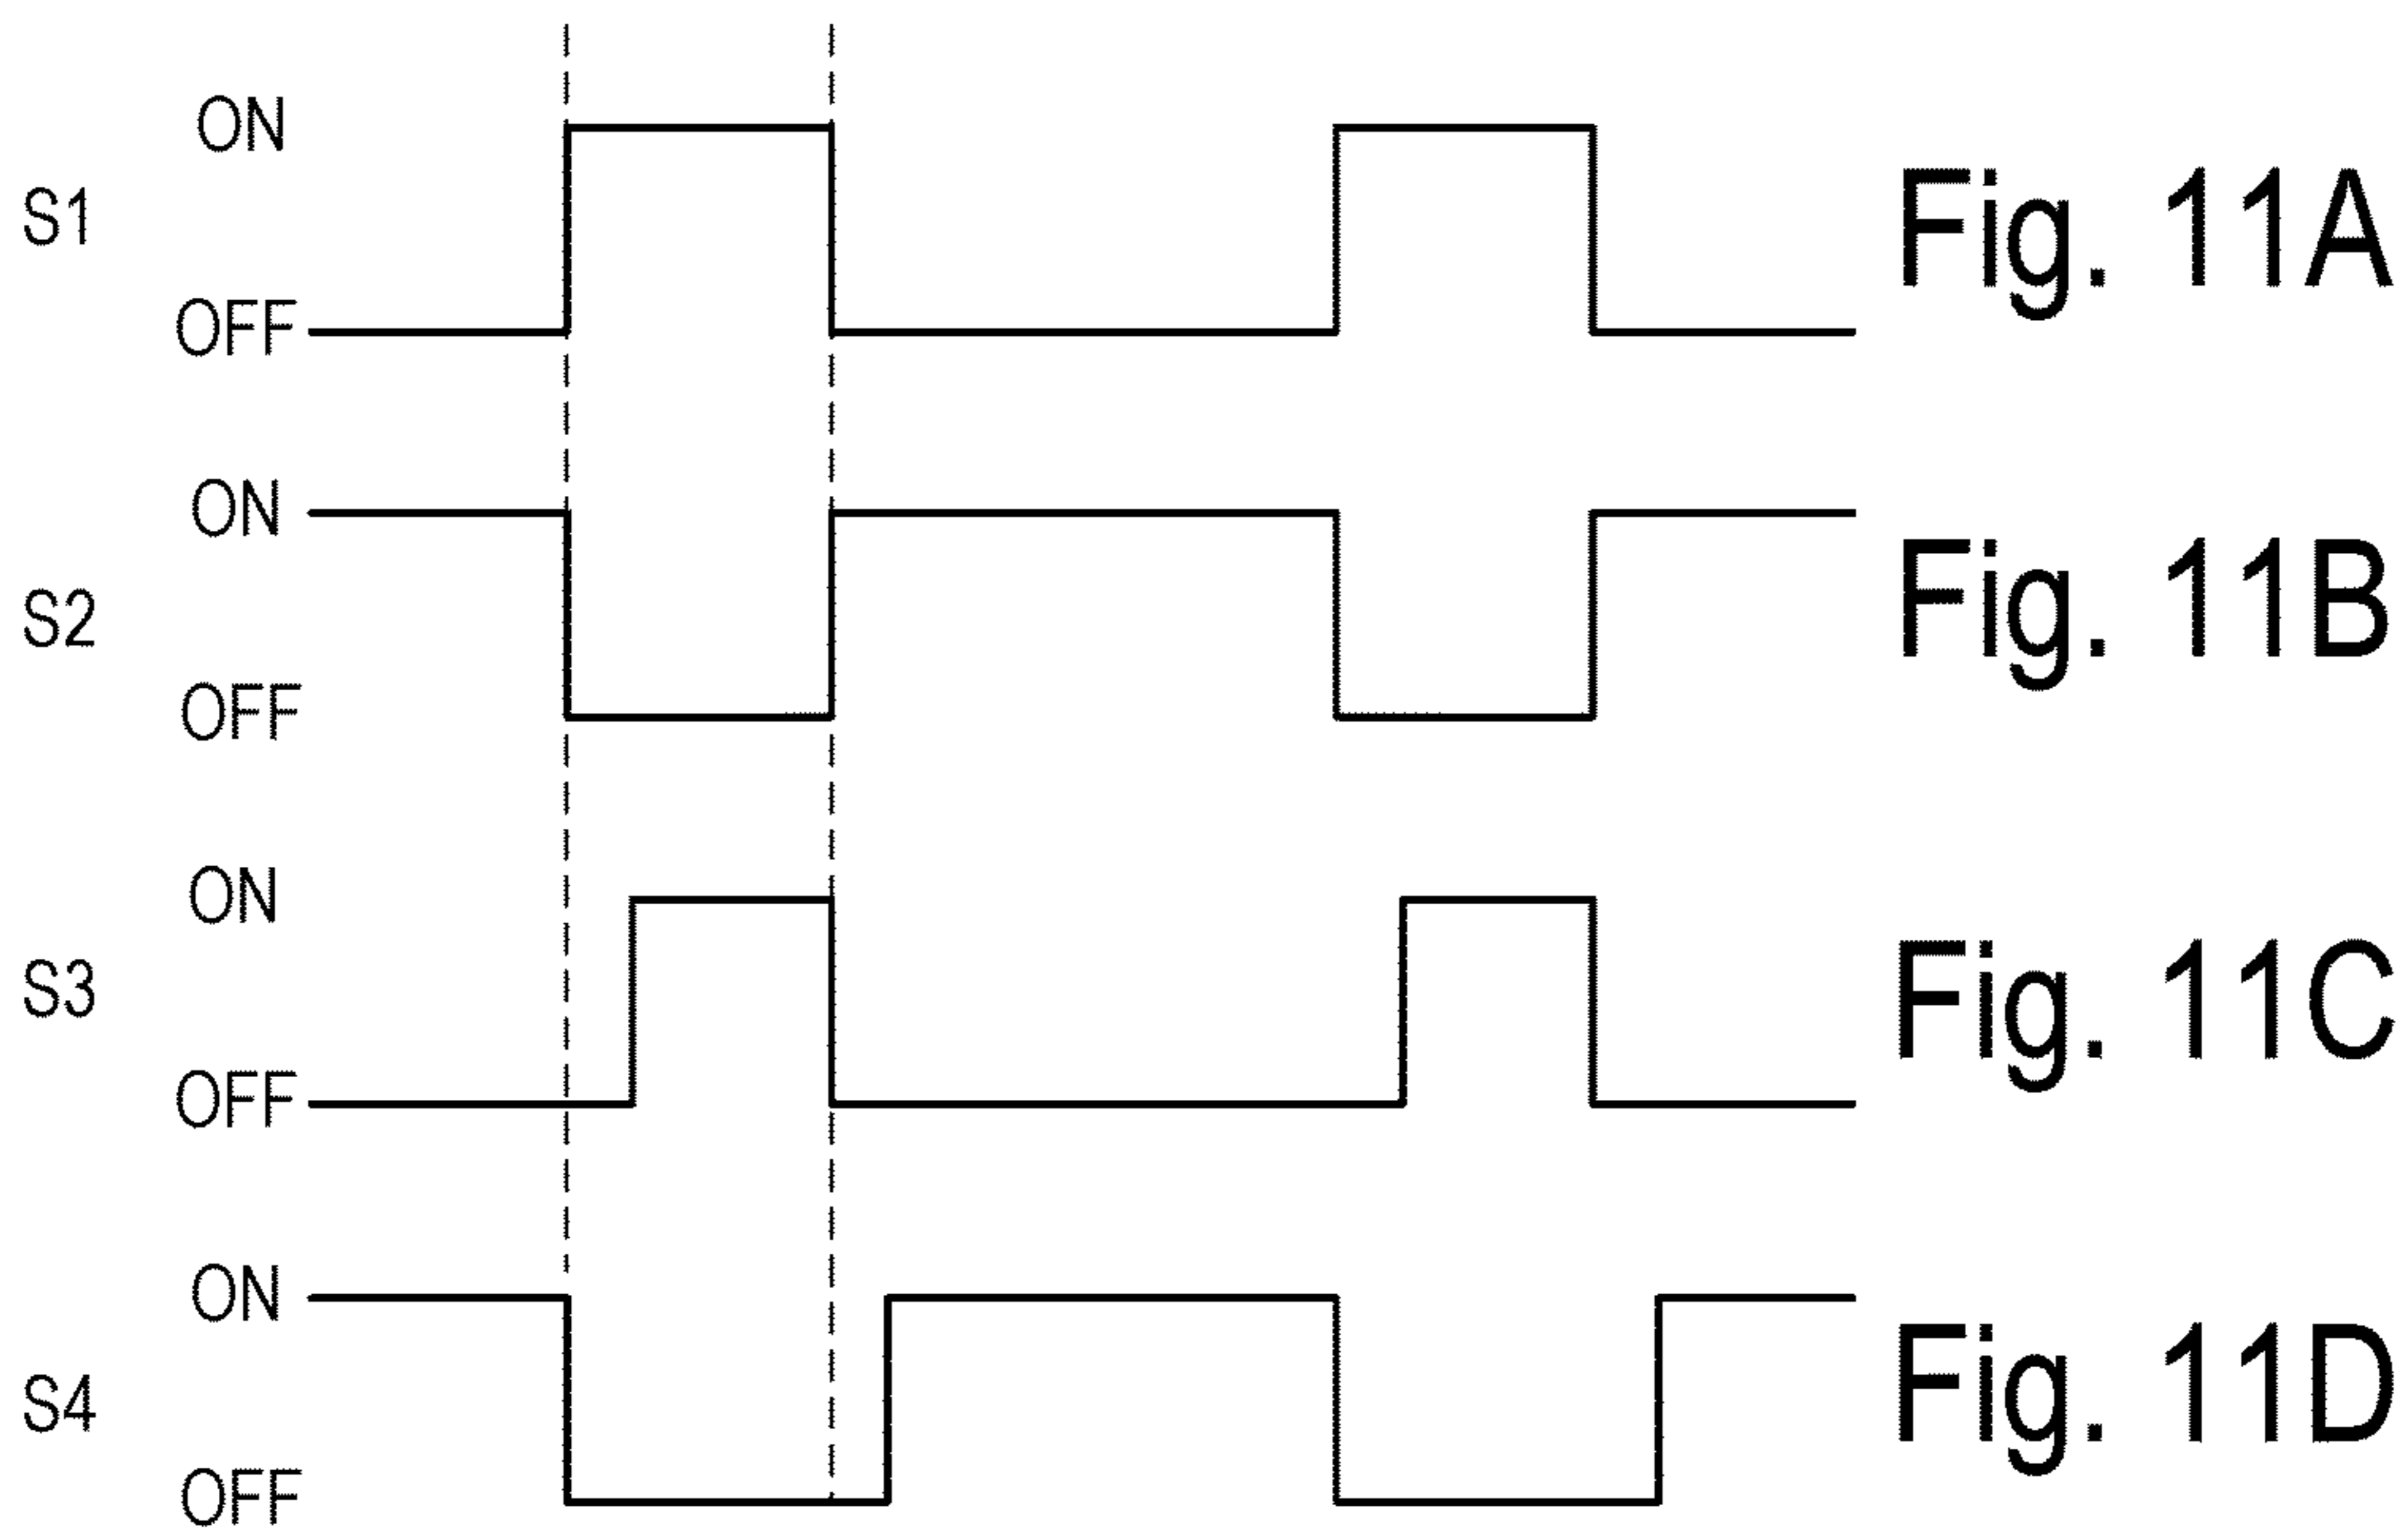 ON
S1
OFF
Fig. 11A
ON
S2
OFF
Fig. 11B
ON
S3
OFF
Fig. 11C
ON
S4
OFF
Fig. 11D